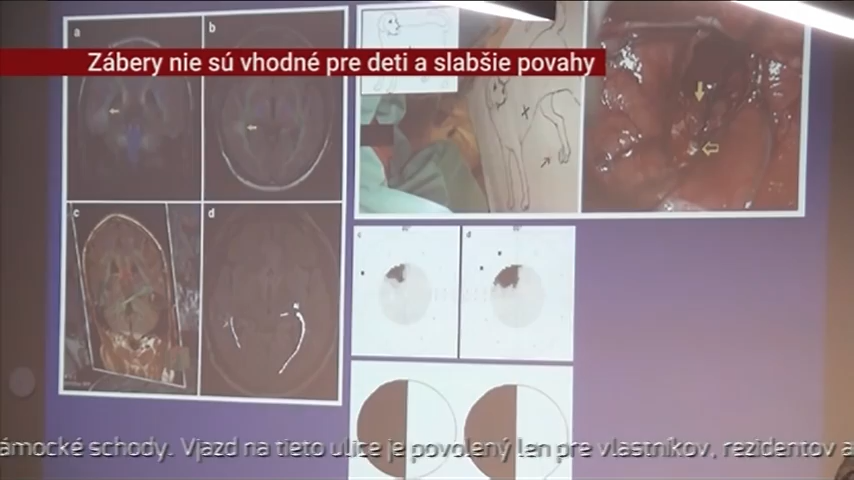 Zábery nie sú vhodné pre deti a slabšie povahy
a
b
c
d
c
d
ámocké schody. Vjazd na tieto ulice je povolený len pre vlastníkov, rezidentov a